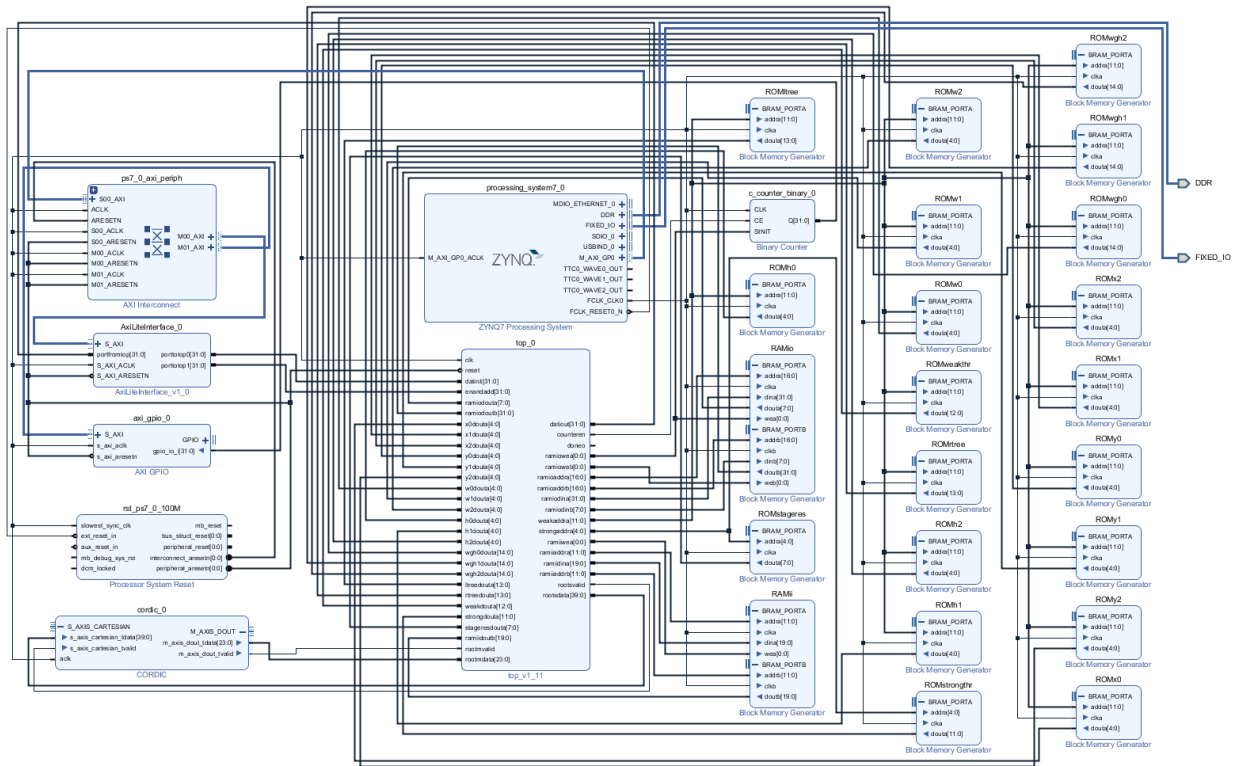 ps7_0_axi_periph
S00_AXI
ACLK
ARESETN
S00_ACLK
S00_ARESETN
M00_ACLK
M00_ARESETN
M01_ACLK
M01_ARESETN
M00_AXI
M01_AXI
AXI Interconnect
AxiLiteInterface_0
S_AXI
portfromtop[31:0]
S_AXI_ACLK
S_AXI_ARESETN
porttotop0[31:0]
porttotop1[31:0]
AxiLiteInterface_v1_0
axi_gpio_0
S_AXI
s_axi_aclk
s_axi_aresetn
GPIO
gpio_io_i[31:0]
AXI GPIO
rst_ps7_0_100M
slowest_sync_clk
ext_reset_in
aux_reset_in
mb_debug_sys_rst
dcm_locked
mb_reset
bus_struct_reset[0:0]
peripheral_reset[0:0]
interconnect_aresetn[0:0]
peripheral_aresetn[0:0]
Processor System Reset
cordic_0
S_AXIS_CARTESIAN
s_axis_cartesian_tdata[39:0]
s_axis_cartesian_tvalid
aclk
M_AXIS_DOUT
m_axis_dout_tdata[23:0]
m_axis_dout_tvalid
CORDIC
processing_system7_0
M_AXI_GP0_ACLK
ZYNQ
MDIO_ETHERNET_0
DDR
FIXED_IO
SDIO_0
USBIND_0
M_AXI_GP0
TTC0_WAVE0_OUT
TTC0_WAVE1_OUT
TTC0_WAVE2_OUT
FCLK_CLK0
FCLK_RESET0_N
ZYNQ7 Processing System
top_0
clk
reset
datinit[31:0]
enandadd[31:0]
ramiodouta[7:0]
ramiodoutb[31:0]
x0douta[4:0]
x1douta[4:0]
x2douta[4:0]
y0douta[4:0]
y1douta[4:0]
y2douta[4:0]
w0douta[4:0]
w1douta[4:0]
w2douta[4:0]
h0douta[4:0]
h1douta[4:0]
h2douta[4:0]
wgh0douta[14:0]
wgh1douta[14:0]
wgh2douta[14:0]
ltreedouta[13:0]
rtreedouta[13:0]
weakdouta[12:0]
strongdouta[11:0]
stageresdouta[7:0]
ramiidoutb[19:0]
rootmvalid
rootmdata[23:0]
datiout[31:0]
counteren
doneo
ramiowea[0:0]
ramioweb[0:0]
ramioaddra[16:0]
ramioaddrb[16:0]
ramiodina[31:0]
ramiodinb[7:0]
weakaddra[11:0]
strongaddra[4:0]
ramiiwea[0:0]
ramiiaddra[11:0]
ramiidina[19:0]
ramiiaddrb[11:0]
rootsvalid
rootsdata[39:0]
top_v1_11
ROMltree
BRAM_PORTA
addra[11:0]
clka
douta[13:0]
Block Memory Generator
c_counter_binary_0
CLK
CE
SINIT
Q[31:0]
Binary Counter
ROMh0
BRAM_PORTA
addra[11:0]
clka
douta[4:0]
Block Memory Generator
RAMio
BRAM_PORTA
addra[16:0]
clka
dina[31:0]
douta[7:0]
wea[0:0]
BRAM_PORTB
addrb[16:0]
clkb
dinb[7:0]
doutb[31:0]
web[0:0]
Block Memory Generator
ROMstageres
BRAM_PORTA
addra[4:0]
clka
douta[7:0]
Block Memory Generator
RAMii
BRAM_PORTA
addra[11:0]
clka
dina[19:0]
wea[0:0]
BRAM_PORTB
addrb[11:0]
clkb
doutb[19:0]
Block Memory Generator
ROMw2
BRAM_PORTA
addra[11:0]
clka
douta[4:0]
Block Memory Generator
ROMw1
BRAM_PORTA
addra[11:0]
clka
douta[4:0]
Block Memory Generator
ROMw0
BRAM_PORTA
addra[11:0]
clka
douta[4:0]
Block Memory Generator
ROMweakthr
BRAM_PORTA
addra[11:0]
clka
douta[12:0]
Block Memory Generator
ROMrtree
BRAM_PORTA
addra[11:0]
clka
douta[13:0]
Block Memory Generator
ROMh2
BRAM_PORTA
addra[11:0]
clka
douta[4:0]
Block Memory Generator
ROMh1
BRAM_PORTA
addra[11:0]
clka
douta[4:0]
Block Memory Generator
ROMstrongthr
BRAM_PORTA
addra[4:0]
clka
douta[11:0]
Block Memory Generator
ROMwgh2
BRAM_PORTA
addra[11:0]
clka
douta[14:0]
Block Memory Generator
ROMwgh1
BRAM_PORTA
addra[11:0]
clka
douta[14:0]
Block Memory Generator
ROMwgh0
BRAM_PORTA
addra[11:0]
clka
douta[14:0]
Block Memory Generator
ROMx2
BRAM_PORTA
addra[11:0]
clka
douta[4:0]
Block Memory Generator
ROMx1
BRAM_PORTA
addra[11:0]
clka
douta[4:0]
Block Memory Generator
ROMy0
BRAM_PORTA
addra[11:0]
clka
douta[4:0]
Block Memory Generator
ROMy1
BRAM_PORTA
addra[11:0]
clka
douta[4:0]
Block Memory Generator
ROMy2
BRAM_PORTA
addra[11:0]
clka
douta[4:0]
Block Memory Generator
ROMx0
BRAM_PORTA
addra[11:0]
clka
douta[4:0]
Block Memory Generator
DDR
FIXED_IO